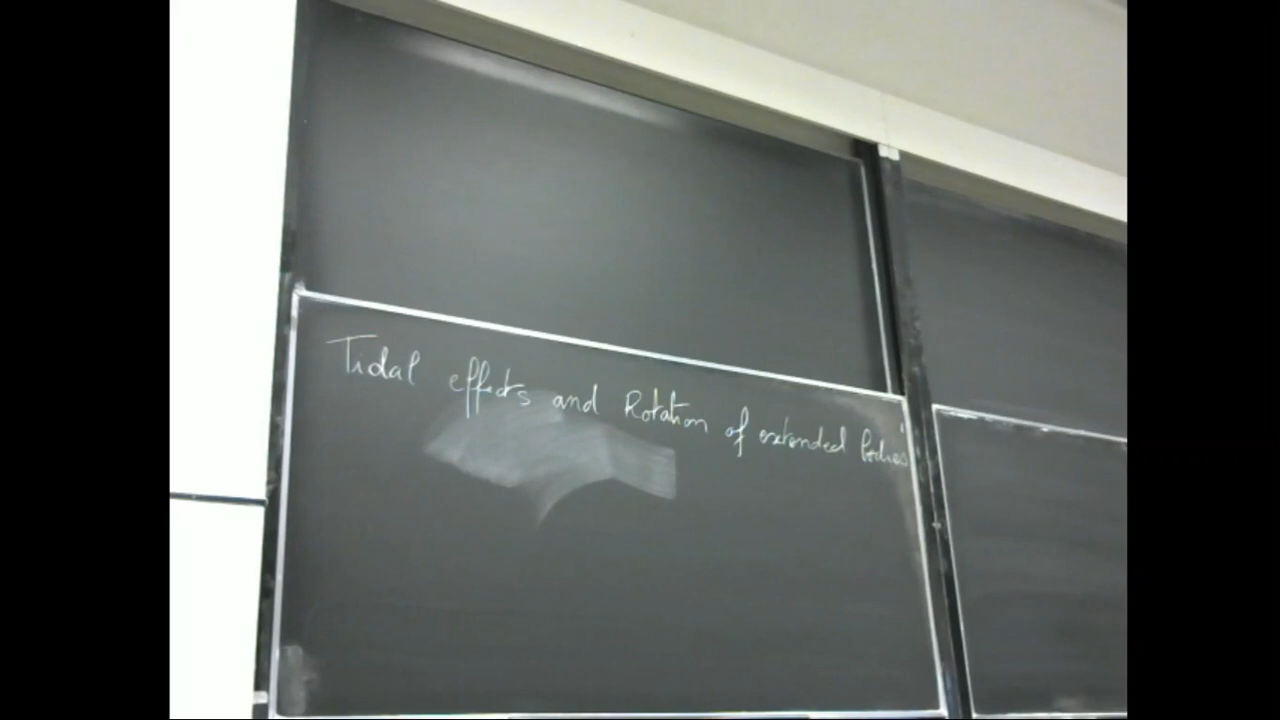 Tidal effects and Rotation of extended bodies